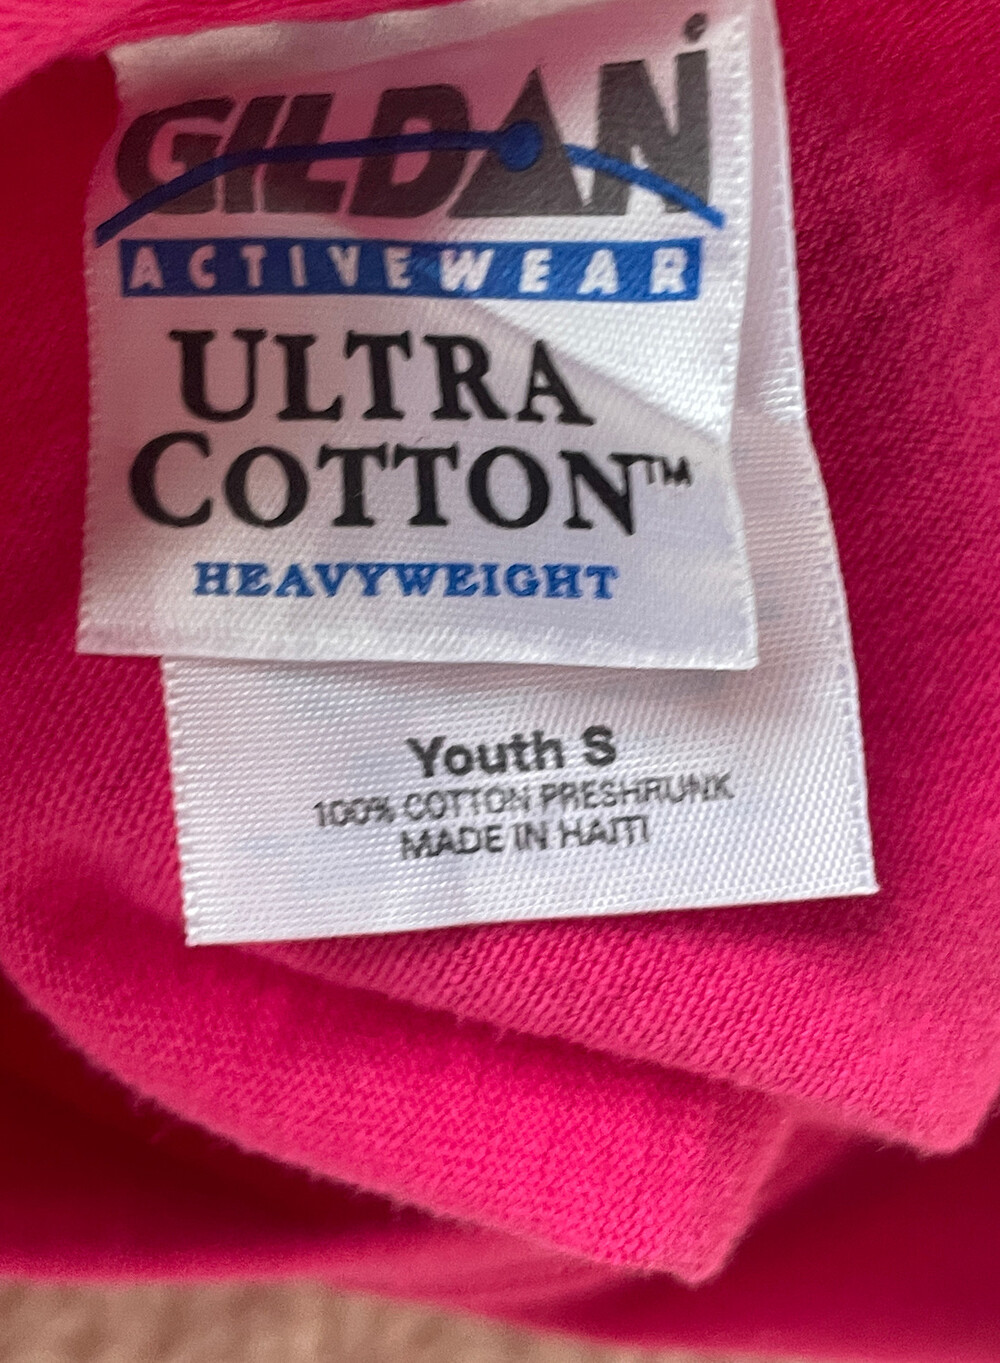 GILDAN
ACTIVEWEAR
ULTRA
COTTON™
HEAVYWEIGHT
Youth S
100% COTTON PRESHRUNK
MADE IN HAITI